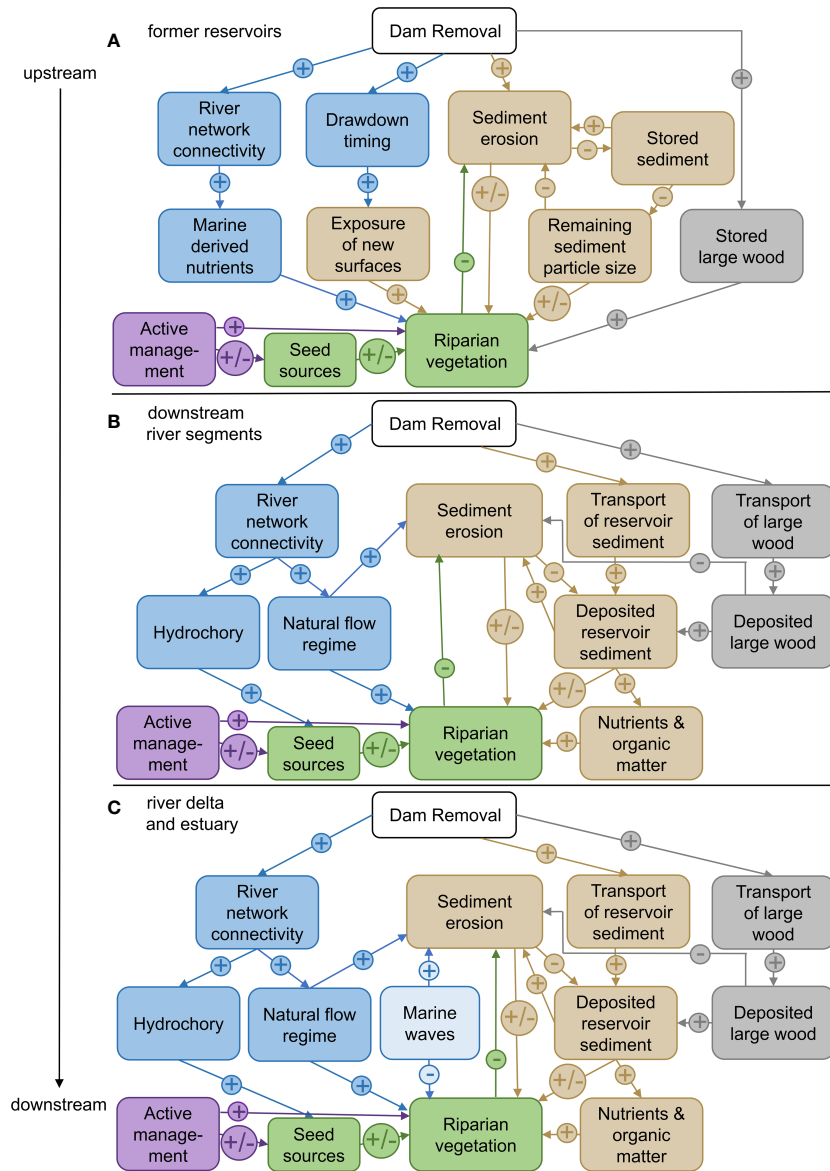 A
former reservoirs
Dam Removal
upstream
+
+
+
+
River
network
connectivity
Drawdown
timing
Sediment
erosion
+
-
Stored
sediment
+
+
+/-
-
-
Marine
derived
nutrients
Exposure
of new
surfaces
Remaining
sediment
particle size
Stored
large wood
-
+
+
+/-
+
Active
manage-
ment
+
+/-
Seed
sources
+/-
Riparian
vegetation
B
downstream
river segments
Dam Removal
+
+
+
River
network
connectivity
Sediment
erosion
Transport
of reservoir
sediment
Transport
of large
wood
+
+
+
-
+
+
-
+
Hydrochory
Natural flow
regime
+/-
Deposited
reservoir
sediment
+
Deposited
large wood
-
+
+
+/-
+
Active
manage-
ment
+
+/-
Seed
sources
+/-
Riparian
vegetation
+
Nutrients &
organic
matter
C
river delta
and estuary
Dam Removal
+
+
+
River
network
connectivity
Sediment
erosion
Transport
of reservoir
sediment
Transport
of large
wood
+
+
+
+
-
+
+
-
+
Hydrochory
Natural flow
regime
Marine
waves
+/-
Deposited
reservoir
sediment
+
Deposited
large wood
-
-
+
+
+/-
+
downstream
Active
manage-
ment
+
+/-
Seed
sources
+/-
Riparian
vegetation
+
Nutrients &
organic
matter